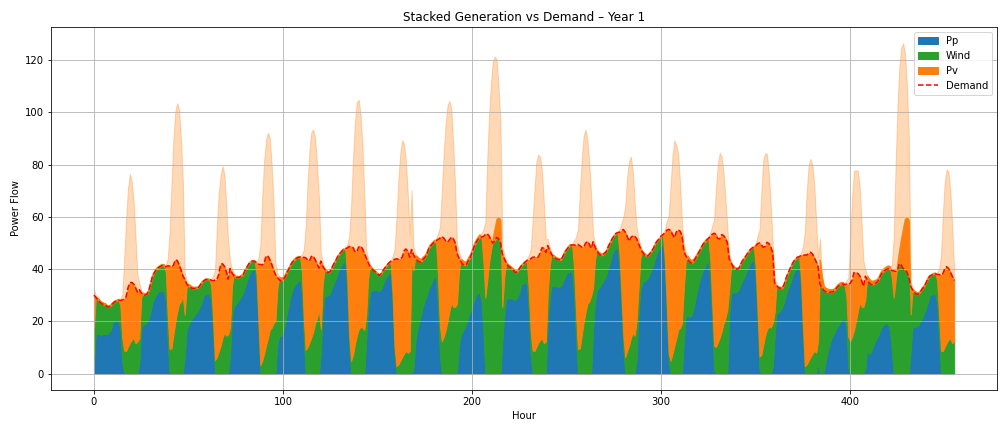 Stacked Generation vs Demand – Year 1
Pp
Wind
Pv
Demand
Power Flow
120
100
80
60
40
20
0
0
100
200
300
400
Hour